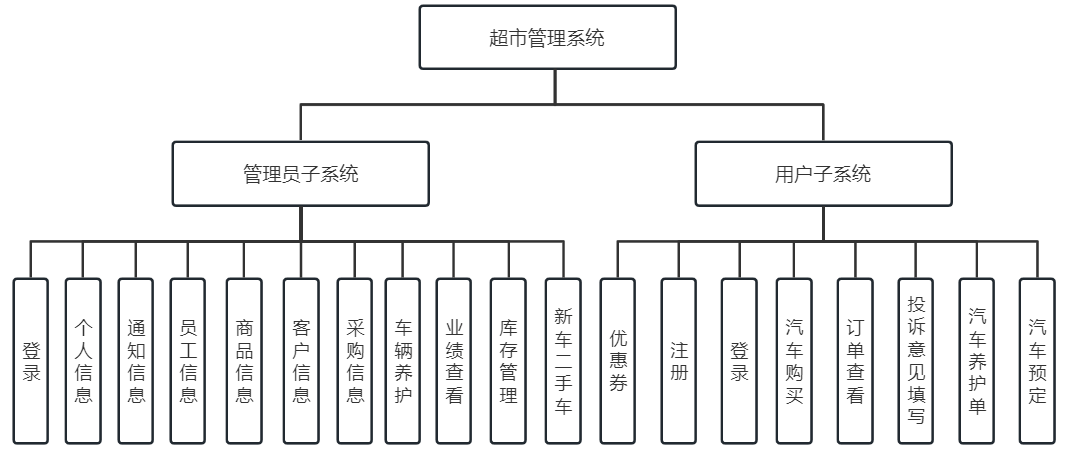 超市管理系统
管理员子系统
用户子系统
登录
个人信息
通知信息
员工信息
商品信息
客户信息
采购信息
车辆养护
业绩查看
库存管理
新车二手车
优惠券
注册
登录
汽车购买
订单查看
投诉意见填写
汽车养护单
汽车预定